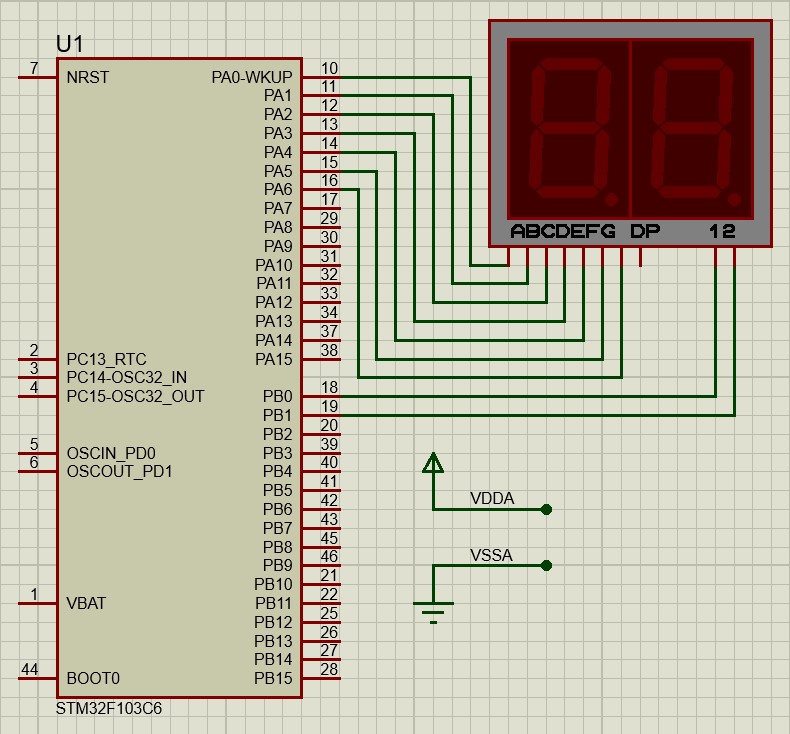 U1
7 NRST PA0-WKUP 10
PA1 11
PA2 12
PA3 13
PA4 14
PA5 15
PA6 16
PA7 17
PA8 29
PA9 30
PA10 31
PA11 32
PA12 33
PA13 34
PA14 37
2 PC13_RTC PA15 38
3 PC14-OSC32_IN
4 PC15-OSC32_OUT PB0 18
PB1 19
PB2 20
5 OSCIN_PD0 PB3 39
6 OSCOUT_PD1 PB4 40
PB5 41
PB6 42
PB7 43
PB8 45
PB9 46
PB10 21
1 VBAT PB11 22
PB12 25
PB13 26
PB14 27
44 BOOT0 PB15 28
STM32F103C6
ABCDEFG DP 12
VDDA
VSSA